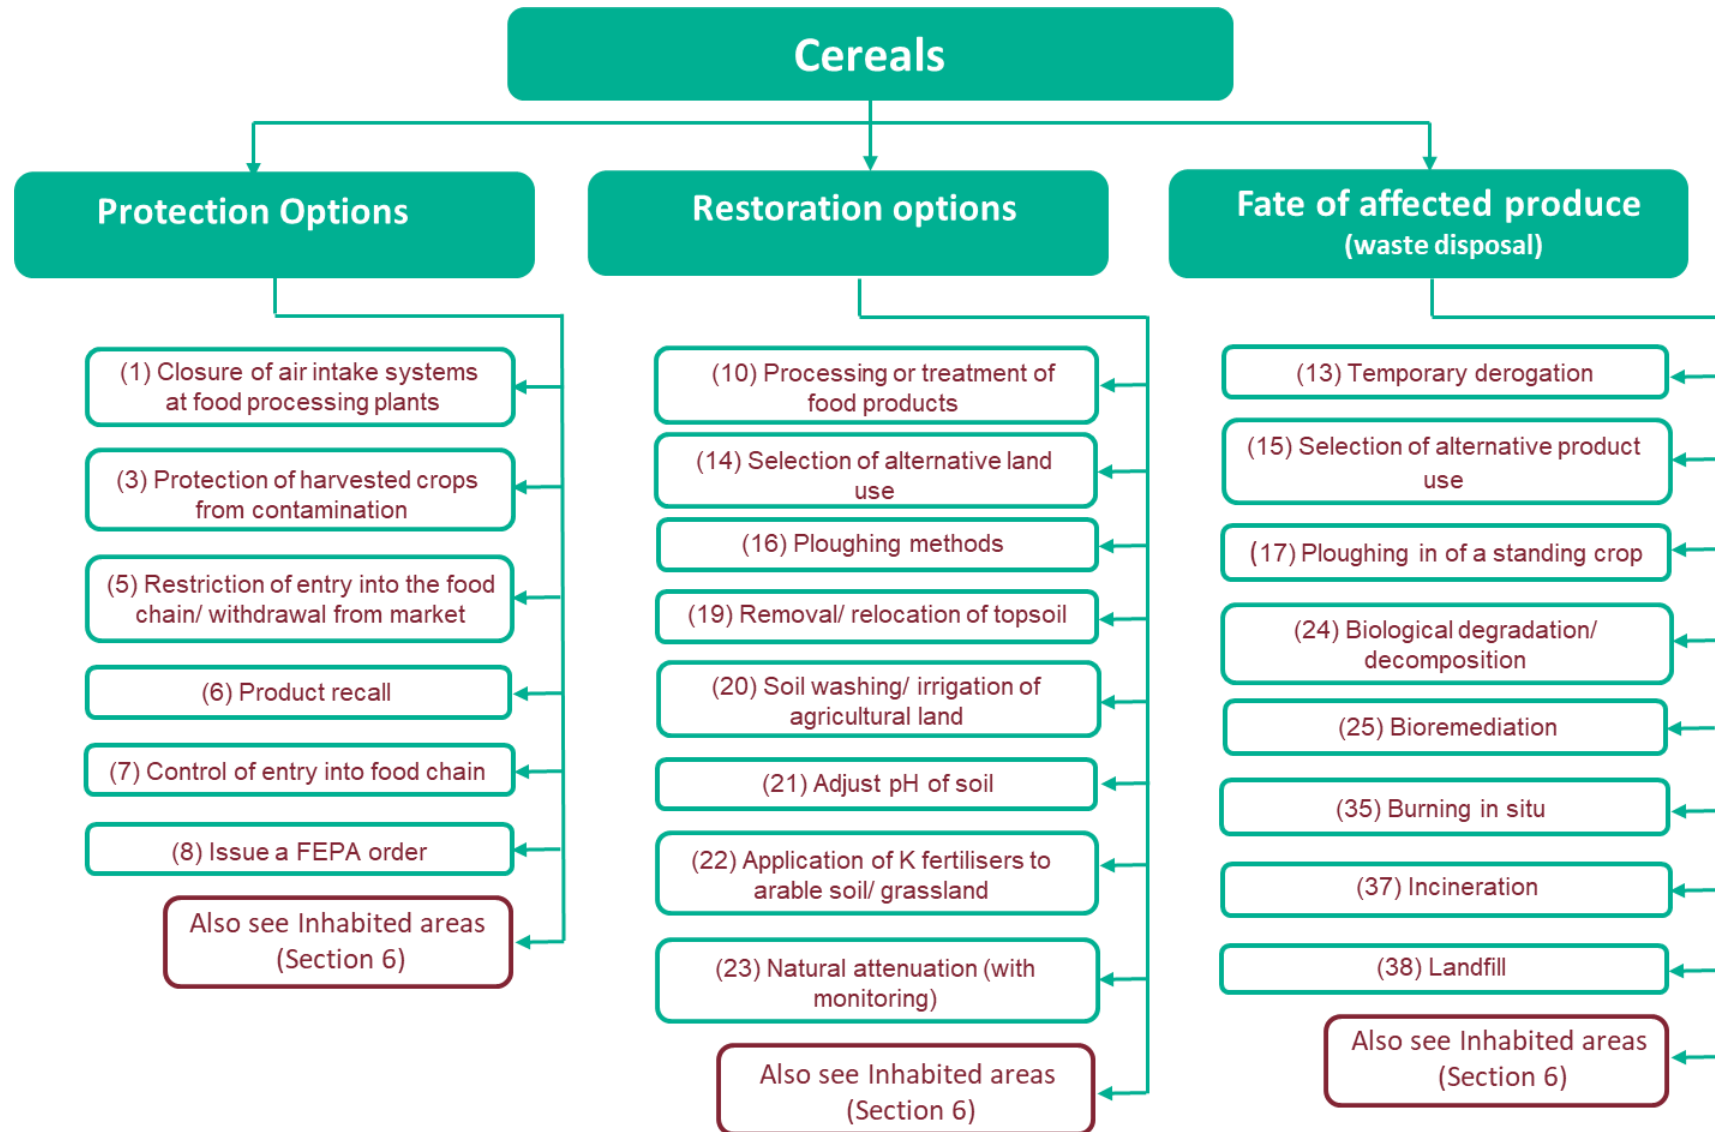 Cereals
Protection Options
(1) Closure of air intake systems
at food processing plants
(3) Protection of harvested crops
from contamination
(5) Restriction of entry into the food
chain/ withdrawal from market
(6) Product recall
(7) Control of entry into food chain
(8) Issue a FEPA order
Also see Inhabited areas
(Section 6)
Restoration options
(10) Processing or treatment of
food products
(14) Selection of alternative land
use
(16) Ploughing methods
(19) Removal/ relocation of topsoil
(20) Soil washing/ irrigation of
agricultural land
(21) Adjust pH of soil
(22) Application of K fertilisers to
arable soil/ grassland
(23) Natural attenuation (with
monitoring)
Also see Inhabited areas
(Section 6)
Fate of affected produce
(waste disposal)
(13) Temporary derogation
(15) Selection of alternative product
use
(17) Ploughing in of a standing crop
(24) Biological degradation/
decomposition
(25) Bioremediation
(35) Burning in situ
(37) Incineration
(38) Landfill
Also see Inhabited areas
(Section 6)